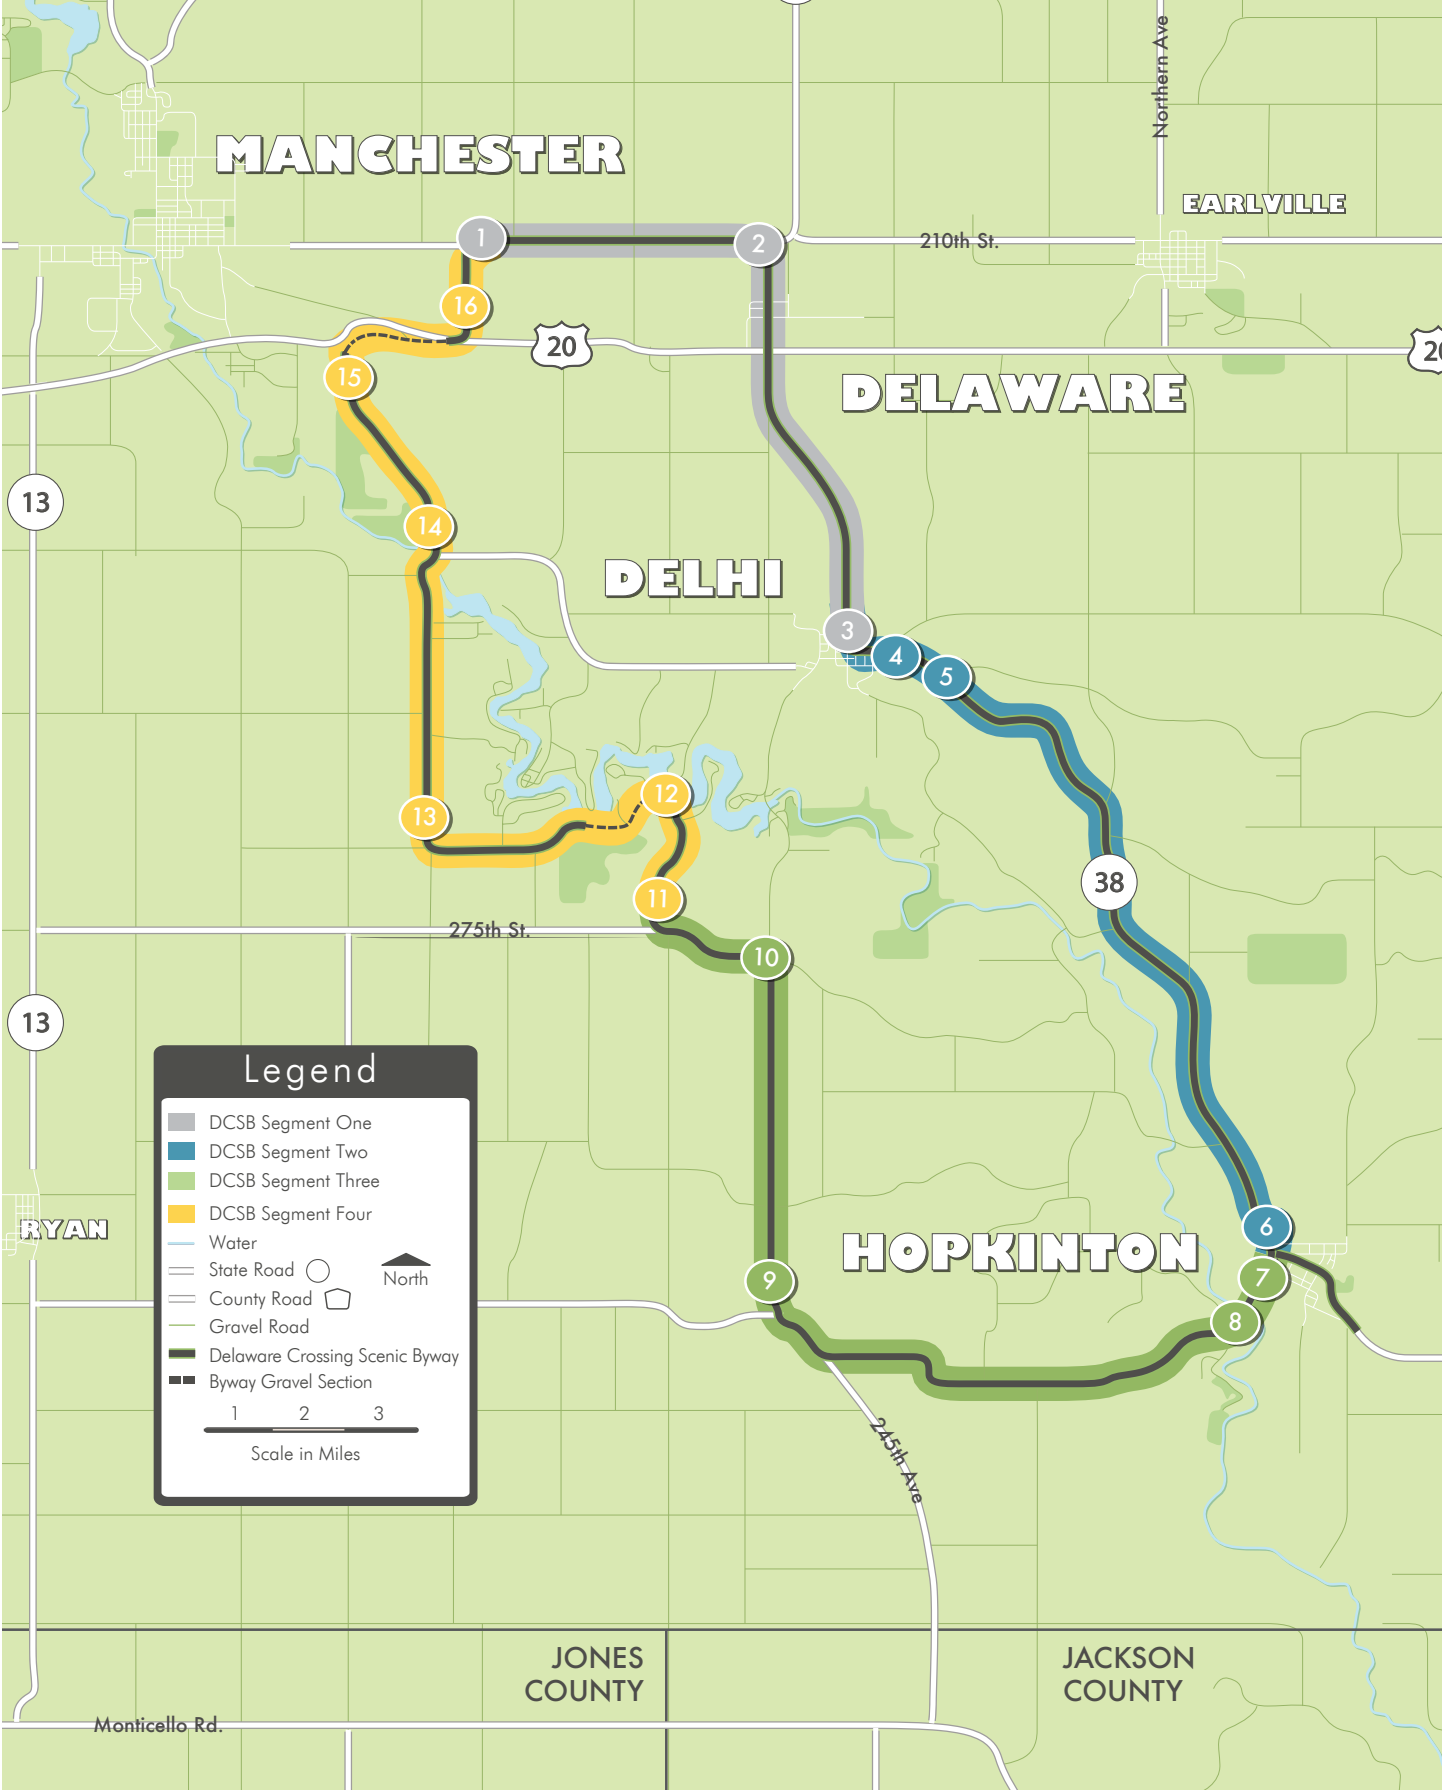 Northern Ave
MANCHESTER
EARLVILLE
1
2
210th St.
16
20
20
15
DELAWARE
13
14
DELHI
3
4
5
12
13
38
11
275th St.
10
13
Legend
DCSB Segment One
DCSB Segment Two
DCSB Segment Three
DCSB Segment Four
Water
State Road
County Road
North
Gravel Road
Delaware Crossing Scenic Byway
Byway Gravel Section
1 2 3
Scale in Miles
RYAN
6
HOPKINTON
7
9
8
245th Ave
JONES
COUNTY
JACKSON
COUNTY
Monticello Rd.